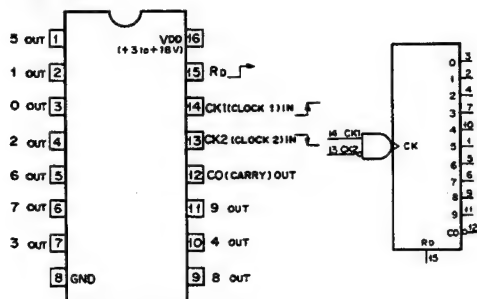 5 OUT 1 16 VDD
(+3 to +18V)
1 OUT 2 15 RD
0 OUT 3 14 CK1(CLOCK 1)IN
2 OUT 4 13 CK2(CLOCK 2)IN
6 OUT 5 12 CO(CARRY)OUT
7 OUT 6 11 9 OUT
3 OUT 7 10 4 OUT
8 GND 9 8 OUT
14 CK1
13 CK2
CK
0 3
1 2
2 4
3 7
4 10
5 1
6 5
7 6
8 9
9 11
CO 12
RD
15